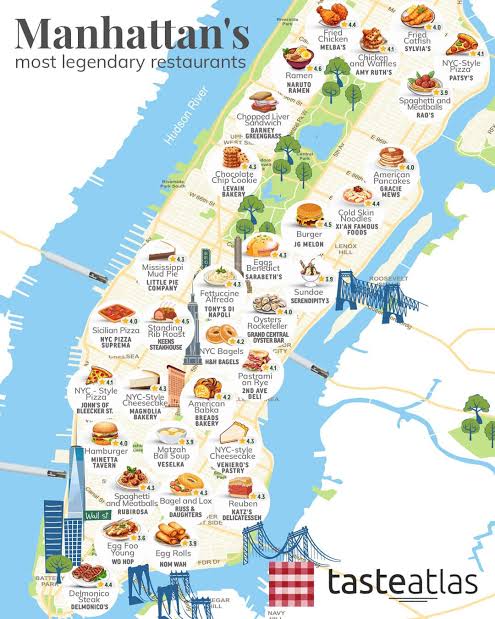 Manhattan's
most legendary restaurants
Hudson River
4.4
Fried
Chicken
MELBA'S
4.0
Fried
Catfish
SYLVIA'S
4.1
Chicken
and Waffles
AMY RUTH'S
4.5
NYC-Style
Pizza
PATSY'S
4.6
Ramen
NARUTO
RAMEN
3.9
Spaghetti and
Meatballs
RAO'S
Chopped Liver
Sandwich
BARNEY
GREENGRASS
4.3
Chocolate
Chip Cookie
LEVAIN
BAKERY
4.0
American
Pancakes
GRACIE
MEWS
4.4
Cold Skin
Noodles
XI'AN FAMOUS
FOODS
4.5
Burger
JG MELON
LENOX
HILL
4.3
Eggs
Benedict
SARABETH'S
4.3
Mississippi
Mud Pie
LITTLE PIE
COMPANY
4.3
Fettuccine
Alfredo
TONY'S DI
NAPOLI
3.9
Sundae
SERENDIPITY3
ROOSEVELT
4.0
Oysters
Rockefeller
GRAND CENTRAL
OYSTER BAR
4.0
Sicilian Pizza
NYC PIZZA
SUPREMA
4.5
Standing
Rib Roast
KEENS
STEAKHOUSE
4.2
NYC Bagels
H&H BAGELS
4.1
Pastrami
on Rye
2ND AVE
DELI
4.1
NYC - Style
Pizza
JOHN'S OF
BLEECKER ST.
4.3
NYC-Style
Cheesecake
MAGNOLIA
BAKERY
4.2
American
Babka
BREADS
BAKERY
4.0
Hamburger
MINETTA
TAVERN
3.9
Matzah
Ball Soup
VESELKA
4.3
NYC-style
Cheesecake
VENIERO'S
PASTRY
4.3
Spaghetti
and Meatballs
RUBIROSA
4.3
Bagel and Lox
RUSS &
DAUGHTERS
4.3
Reuben
KATZ'S
DELICATESSEN
Wall st
3.6
Egg Foo
Young
WO HOP
3.9
Egg Rolls
NOM WAH
4.4
Delmonico
Steak
DELMONICO'S
tasteatlas
NAVY
HILL